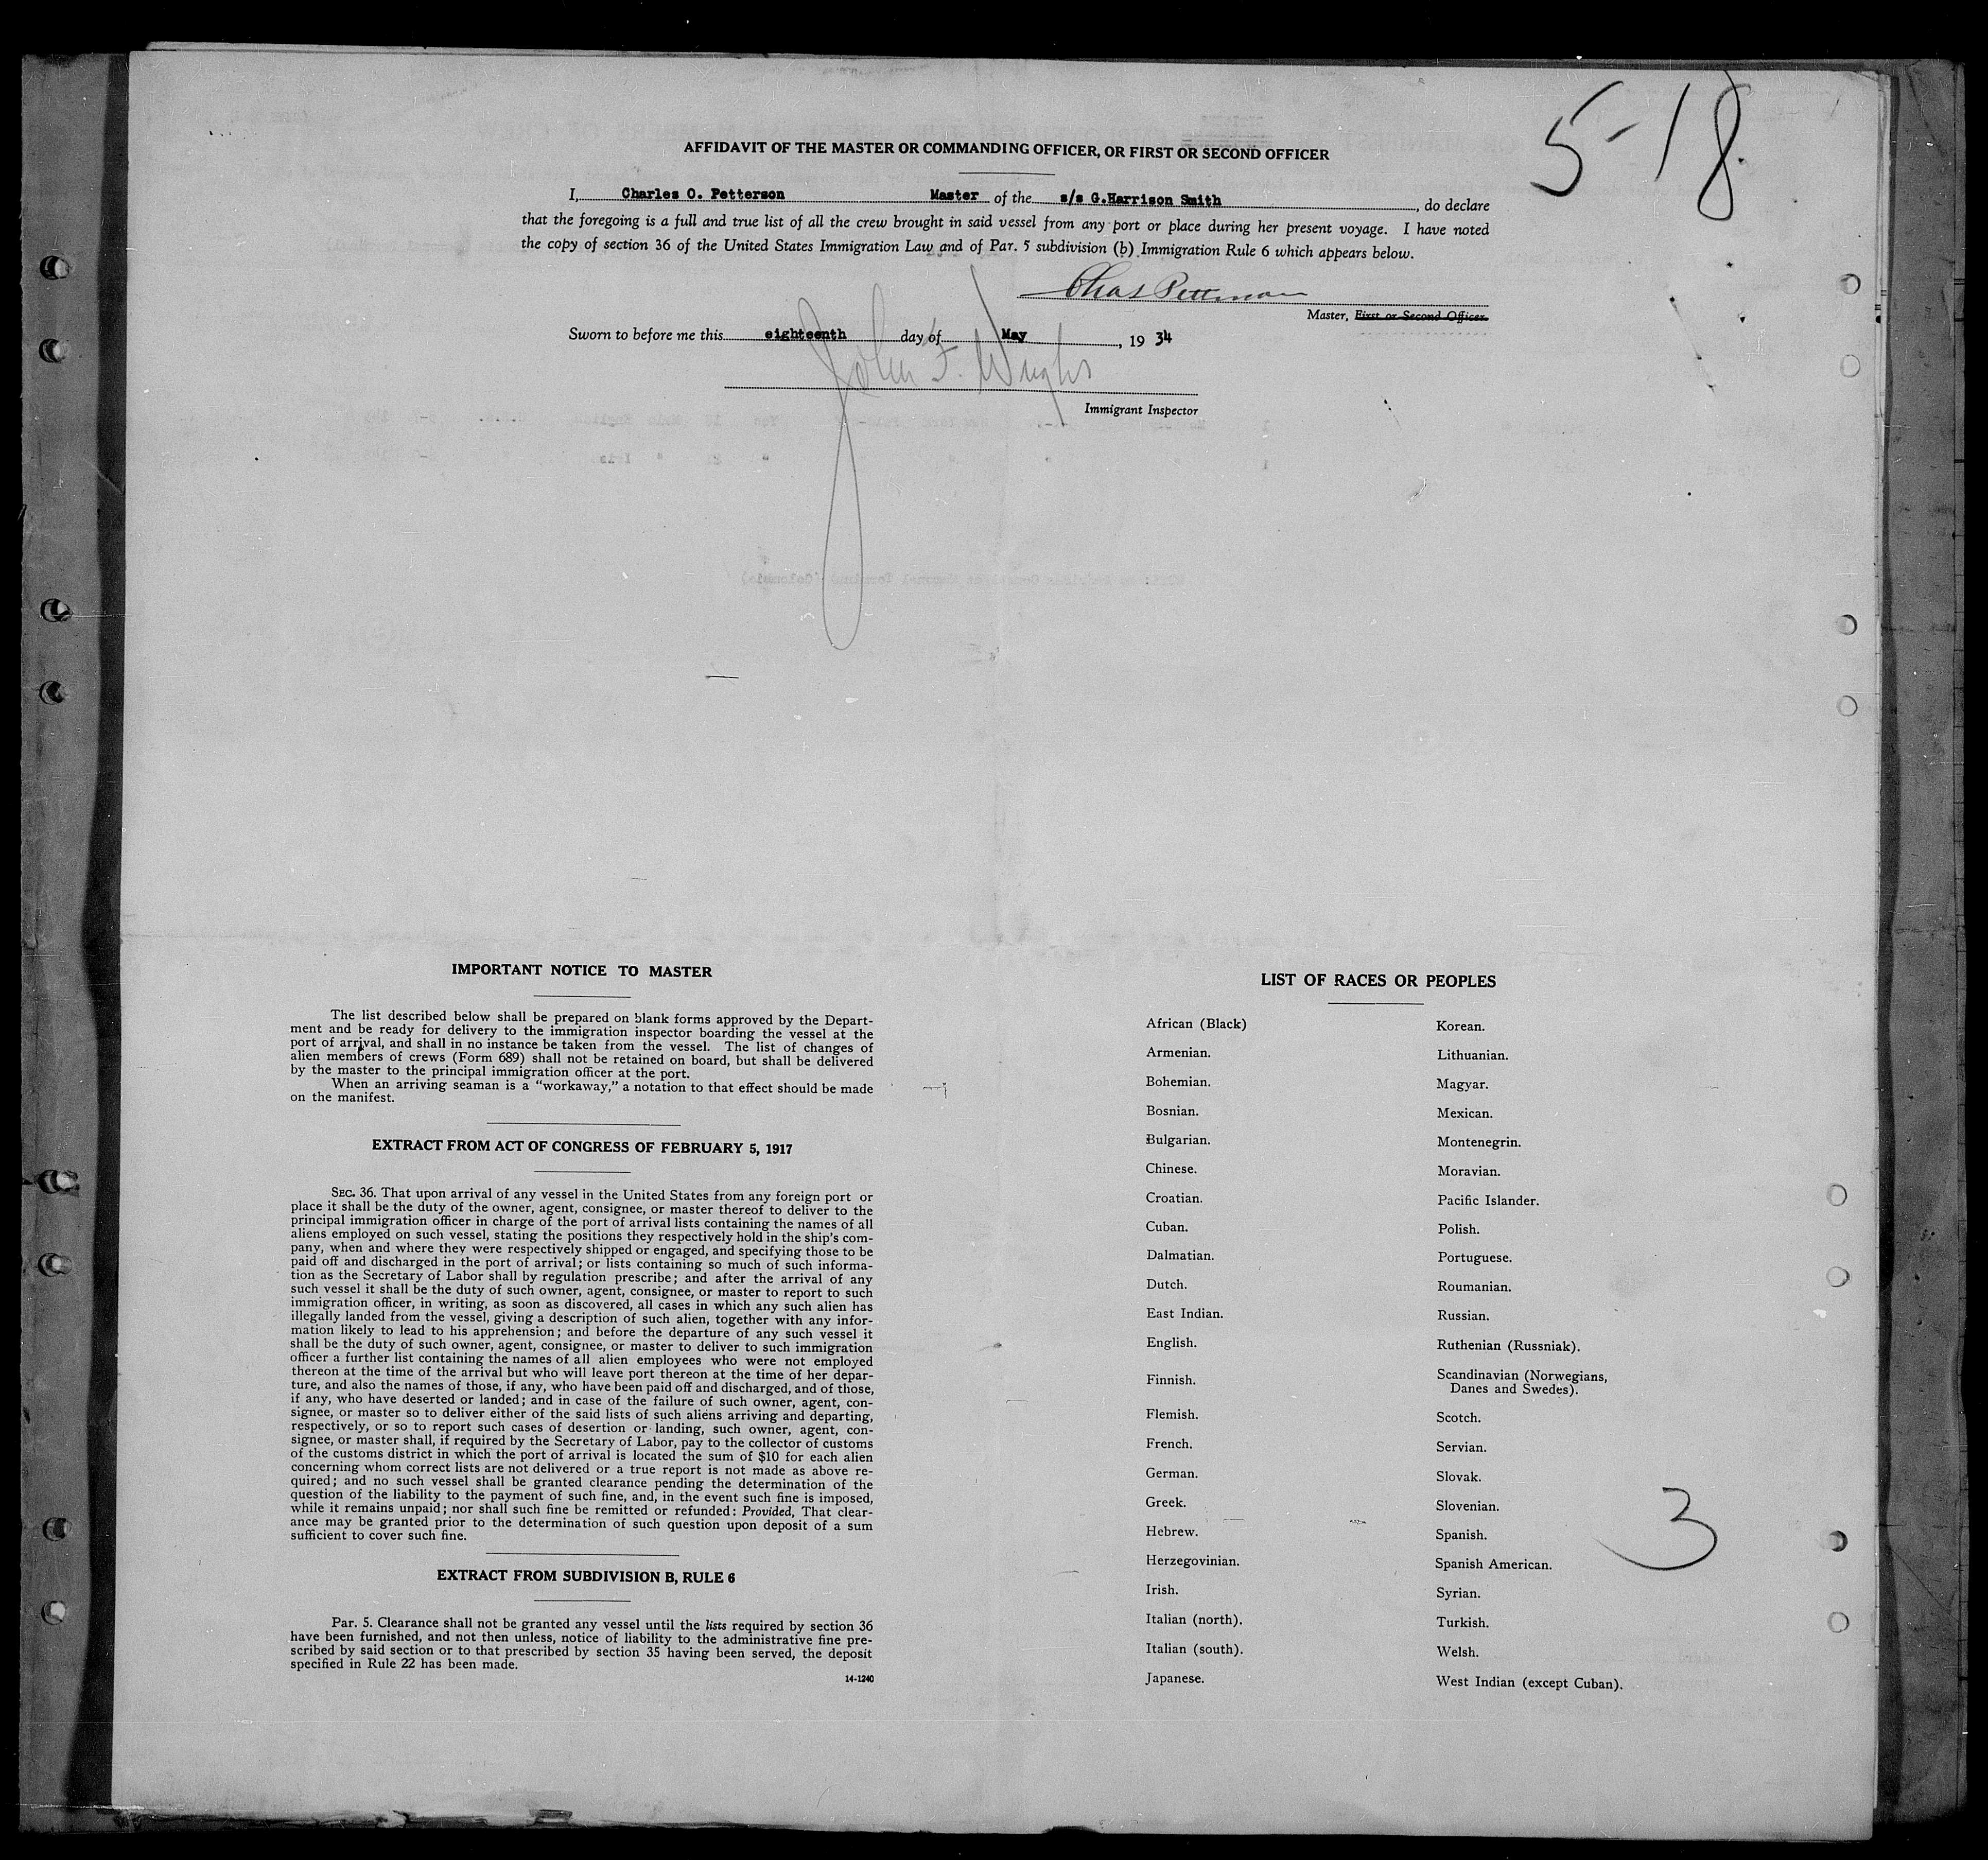 5-18.
AFFIDAVIT OF THE MASTER OR COMMANDING OFFICER, OR FIRST OR SECOND OFFICER
I, Charles O. Petterson Master of the s/s G.Harrison Smith, do declare
that the foregoing is a full and true list of all the crew brought in said vessel from any port or place during her present voyage. I have noted
the copy of section 36 of the United States Immigration Law and of Par. 5 subdivision (b) Immigration Rule 6 which appears below.
Chas Petterson
Master, First or Second Officer.
Sworn to before me this eighteenth day of May, 19 34
John F. Wright
Immigrant Inspector
IMPORTANT NOTICE TO MASTER
The list described below shall be prepared on blank forms approved by the Depart-
ment and be ready for delivery to the immigration inspector boarding the vessel at the
port of arrival, and shall in no instance be taken from the vessel. The list of changes of
alien members of crews (Form 689) shall not be retained on board, but shall be delivered
by the master to the principal immigration officer at the port.
When an arriving seaman is a "workaway," a notation to that effect should be made
on the manifest.
EXTRACT FROM ACT OF CONGRESS OF FEBRUARY 5, 1917
SEC. 36. That upon arrival of any vessel in the United States from any foreign port or
place it shall be the duty of the owner, agent, consignee, or master thereof to deliver to the
principal immigration officer in charge of the port of arrival lists containing the names of all
aliens employed on such vessel, stating the positions they respectively hold in the ship's com-
pany, when and where they were respectively shipped or engaged, and specifying those to be
paid off and discharged in the port of arrival; or lists containing so much of such informa-
tion as the Secretary of Labor shall by regulation prescribe; and after the arrival of any
such vessel it shall be the duty of such owner, agent, consignee, or master to report to such
immigration officer, in writing, as soon as discovered, all cases in which any such alien has
illegally landed from the vessel, giving a description of such alien, together with any infor-
mation likely to lead to his apprehension; and before the departure of any such vessel it
shall be the duty of such owner, agent, consignee, or master to deliver to such immigration
officer a further list containing the names of all alien employees who were not employed
thereon at the time of the arrival but who will leave port thereon at the time of her depar-
ture, and also the names of those, if any, who have been paid off and discharged, and of those,
if any, who have deserted or landed; and in case of the failure of such owner, agent, con-
signee, or master so to deliver either of the said lists of such aliens arriving and departing,
respectively, or so to report such cases of desertion or landing, such owner, agent, con-
signee, or master shall, if required by the Secretary of Labor, pay to the collector of customs
of the customs district in which the port of arrival is located the sum of $10 for each alien
concerning whom correct lists are not delivered or a true report is not made as above re-
quired; and no such vessel shall be granted clearance pending the determination of the
question of the liability to the payment of such fine, and, in the event such fine is imposed,
while it remains unpaid; nor shall such fine be remitted or refunded: Provided, That clear-
ance may be granted prior to the determination of such question upon deposit of a sum
sufficient to cover such fine.
EXTRACT FROM SUBDIVISION B, RULE 6
Par. 5. Clearance shall not be granted any vessel until the lists required by section 36
have been furnished, and not then unless, notice of liability to the administrative fine pre-
scribed by said section or to that prescribed by section 35 having been served, the deposit
specified in Rule 22 has been made.
14-1240
LIST OF RACES OR PEOPLES
African (Black)
Armenian.
Bohemian.
Bosnian.
Bulgarian.
Chinese.
Croatian.
Cuban.
Dalmatian.
Dutch.
East Indian.
English.
Finnish.
Flemish.
French.
German.
Greek.
Hebrew.
Herzegovinian.
Irish.
Italian (north).
Italian (south).
Japanese.
Korean.
Lithuanian.
Magyar.
Mexican.
Montenegrin.
Moravian.
Pacific Islander.
Polish.
Portuguese.
Roumanian.
Russian.
Ruthenian (Russniak).
Scandinavian (Norwegians,
Danes and Swedes).
Scotch.
Servian.
Slovak.
Slovenian.
Spanish.
Spanish American.
Syrian.
Turkish.
Welsh.
West Indian (except Cuban).
3